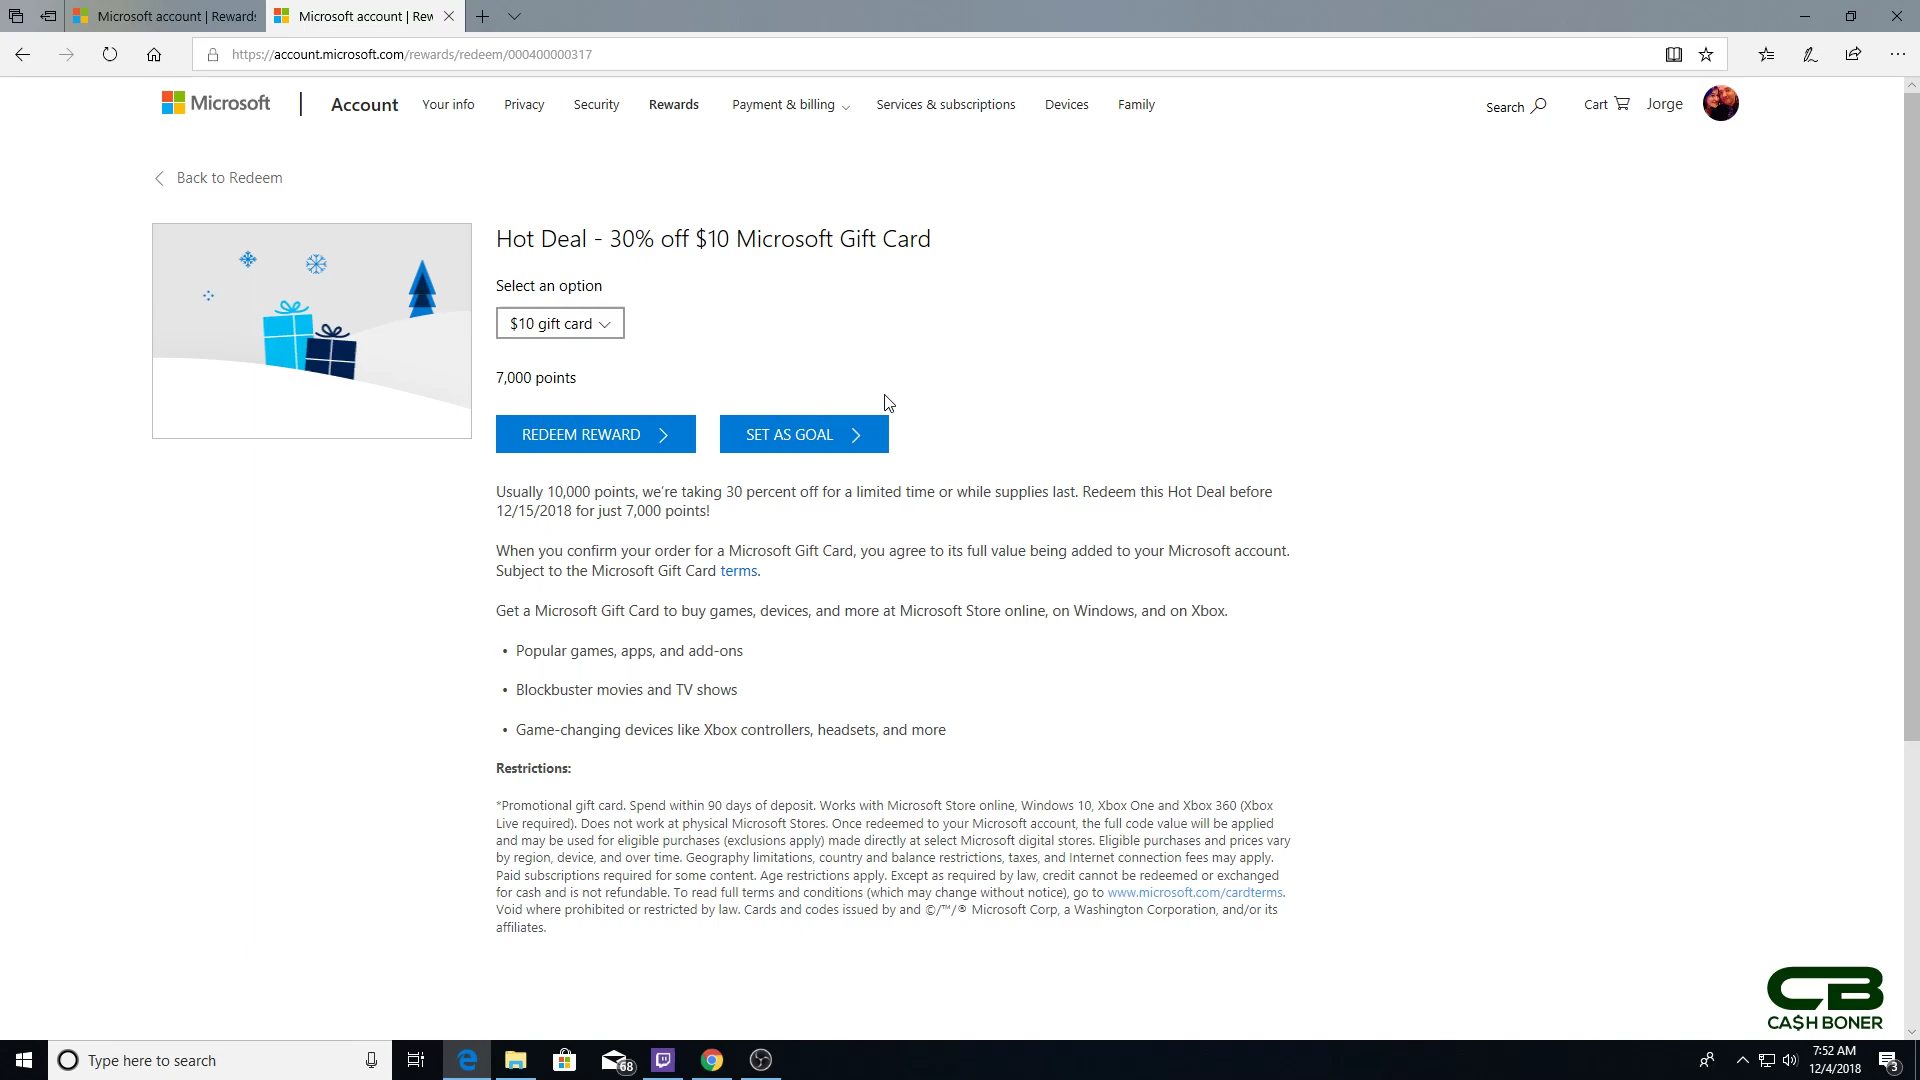 Microsoft account | Rewards
Microsoft account | Rew
https://account.microsoft.com/rewards/redeem/000400000317
Microsoft
Account
Your info
Privacy
Security
Rewards
Payment & billing
Services & subscriptions
Devices
Family
Search
Cart
Jorge
Back to Redeem
Hot Deal - 30% off $10 Microsoft Gift Card
Select an option
$10 gift card
7,000 points
REDEEM REWARD
SET AS GOAL
Usually 10,000 points, we're taking 30 percent off for a limited time or while supplies last. Redeem this Hot Deal before
12/15/2018 for just 7,000 points!
When you confirm your order for a Microsoft Gift Card, you agree to its full value being added to your Microsoft account.
Subject to the Microsoft Gift Card terms.
Get a Microsoft Gift Card to buy games, devices, and more at Microsoft Store online, on Windows, and on Xbox.
• Popular games, apps, and add-ons
• Blockbuster movies and TV shows
• Game-changing devices like Xbox controllers, headsets, and more
Restrictions:
*Promotional gift card. Spend within 90 days of deposit. Works with Microsoft Store online, Windows 10, Xbox One and Xbox 360 (Xbox
Live required). Does not work at physical Microsoft Stores. Once redeemed to your Microsoft account, the full code value will be applied
and may be used for eligible purchases (exclusions apply) made directly at select Microsoft digital stores. Eligible purchases and prices vary
by region, device, and over time. Geography limitations, country and balance restrictions, taxes, and Internet connection fees may apply.
Paid subscriptions required for some content. Age restrictions apply. Except as required by law, credit cannot be redeemed or exchanged
for cash and is not refundable. To read full terms and conditions (which may change without notice), go to www.microsoft.com/cardterms.
Void where prohibited or restricted by law. Cards and codes issued by and ©/™/® Microsoft Corp, a Washington Corporation, and/or its
affiliates.
CB
CA$H BONER
Type here to search
68
7:52 AM
12/4/2018
3